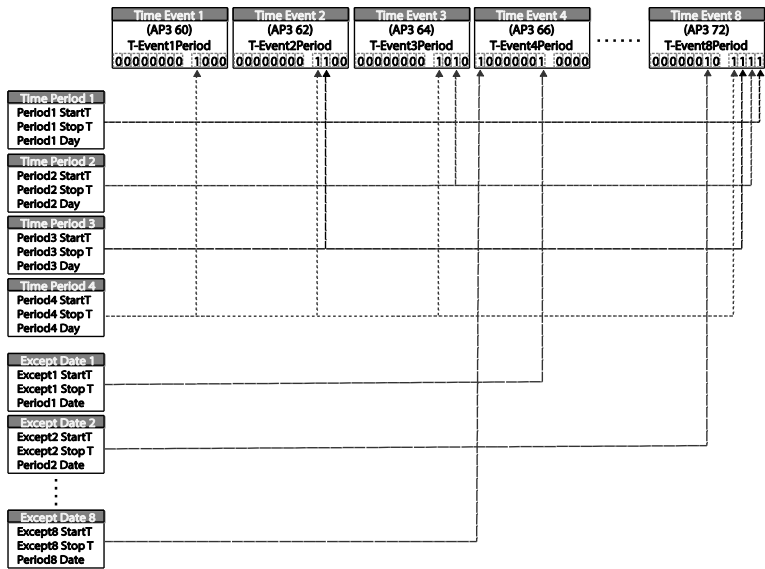 Time Event 1
(AP3 60)
T-Event1Period
00000000 1000
Time Event 2
(AP3 62)
T-Event2Period
00000000 1100
Time Event 3
(AP3 64)
T-Event3Period
00000000 1010
Time Event 4
(AP3 66)
T-Event4Period
10000001 0000
......
Time Event 8
(AP3 72)
T-Event8Period
00000010 1111
Time Period 1
Period1 StartT
Period1 Stop T
Period1 Day
Time Period 2
Period2 StartT
Period2 Stop T
Period2 Day
Time Period 3
Period3 StartT
Period3 Stop T
Period3 Day
Time Period 4
Period4 StartT
Period4 Stop T
Period4 Day
Except Date 1
Except1 StartT
Except1 Stop T
Period1 Date
Except Date 2
Except2 StartT
Except2 Stop T
Period2 Date
Except Date 8
Except8 StartT
Except8 Stop T
Period8 Date